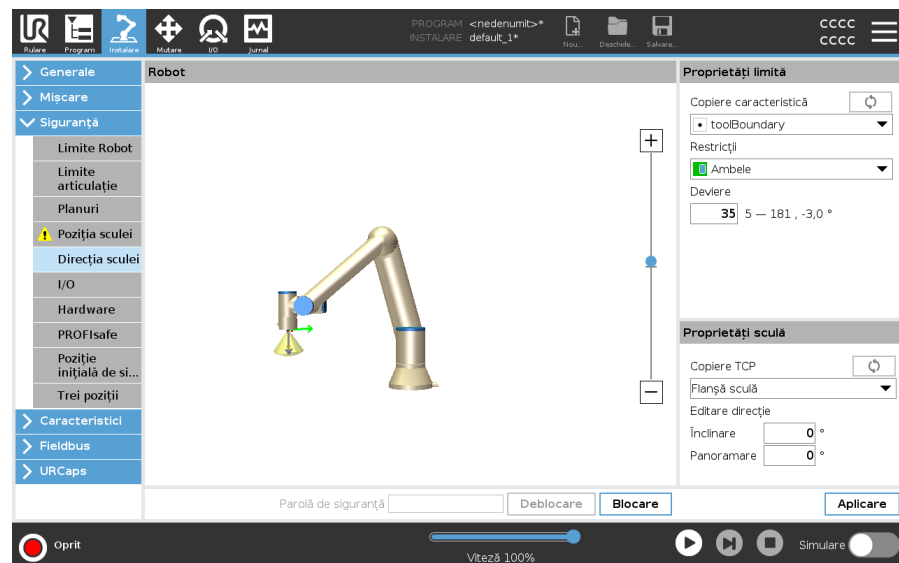 PROGRAM <nedenumit>*
INSTALARE default_1*
Rulare
Program
Instalare
Mutare
I/O
Jurnal
Nou...
Deschide...
Salvare...
CCCC
CCCC
Generale
Mișcare
Siguranță
Limite Robot
Limite
articulație
Planuri
Poziția sculei
Direcția sculei
I/O
Hardware
PROFIsafe
Poziție
inițială de si...
Trei poziții
Caracteristici
Fieldbus
URCaps
Robot
Proprietăți limită
Copiere caracteristică
toolBoundary
Restricții
Ambele
Deviere
35 5 — 181 , -3,0 °
Proprietăți sculă
Copiere TCP
Flanșă sculă
Editare direcție
Înclinare 0 °
Panoramare 0 °
Parolă de siguranță
Deblocare
Blocare
Aplicare
Oprit
Viteză 100%
Simulare